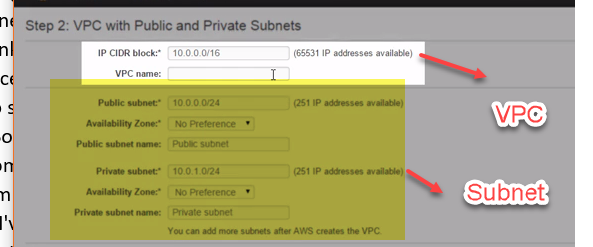 Step 2: VPC with Public and Private Subnets
IP CIDR block:* 10.0.0.0/16 (65531 IP addresses available)
VPC name:
VPC
Public subnet:* 10.0.0.0/24 (251 IP addresses available)
Availability Zone:* No Preference
Public subnet name: Public subnet
Private subnet:* 10.0.1.0/24 (251 IP addresses available)
Availability Zone:* No Preference
Private subnet name: Private subnet
Subnet
You can add more subnets after AWS creates the VPC.